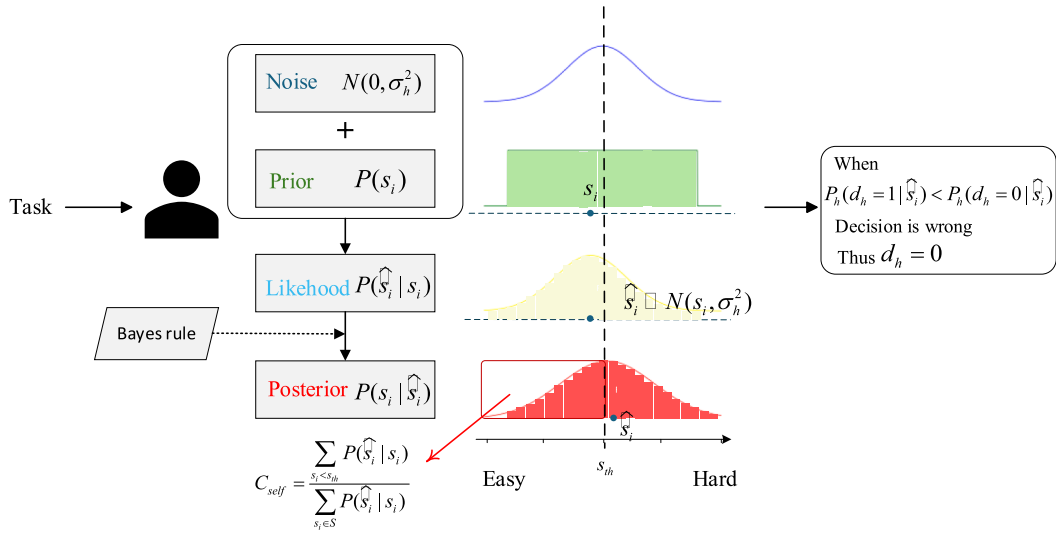 Noise N(0, σ_h^2)
+
Prior P(s_i)
Task
s_i
When
P_h(d_h = 1 | ŝ_i) < P_h(d_h = 0 | ŝ_i)
Decision is wrong
Thus d_h = 0
Likehood P(ŝ_i | s_i)
ŝ_i □ N(s_i, σ_h^2)
Bayes rule
Posterior P(s_i | ŝ_i)
ŝ_i
s_th
Easy
Hard
C_self = ∑_{s_i < s_th} P(ŝ_i | s_i) / ∑_{s_i ∈ S} P(ŝ_i | s_i)